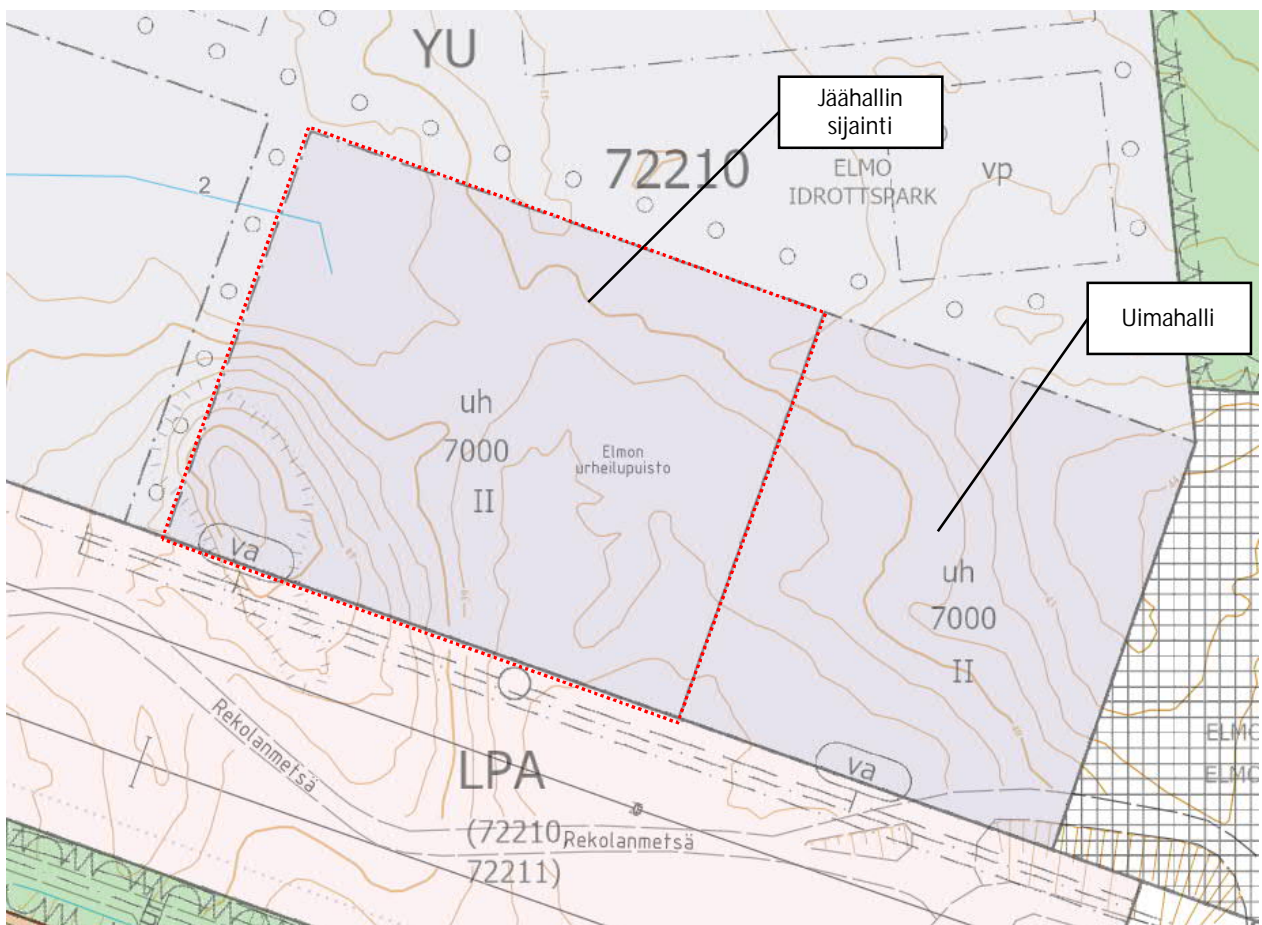 YU
Jäähallin
sijainti
72210
ELMO
IDROTTSPARK
vp
2
Uimahalli
uh
7000
II
Elmon
urheilupuisto
va
uh
7000
II
va
Rekolanmetsä
LPA
(72210,
72211)
Rekolanmetsä
ELMO
ELMO